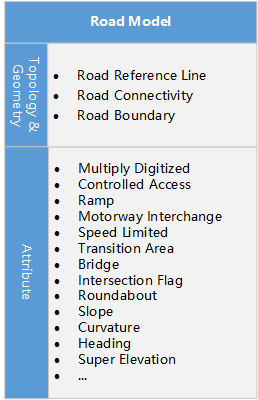 Road Model
Topology &
Geometry
• Road Reference Line
• Road Connectivity
• Road Boundary
Attribute
• Multiply Digitized
• Controlled Access
• Ramp
• Motorway Interchange
• Speed Limited
• Transition Area
• Bridge
• Intersection Flag
• Roundabout
• Slope
• Curvature
• Heading
• Super Elevation
• ...